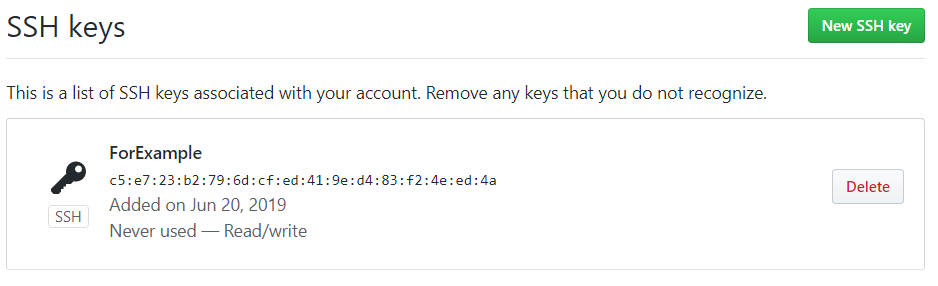 SSH keys
New SSH key
This is a list of SSH keys associated with your account. Remove any keys that you do not recognize.
ForExample
c5:e7:23:b2:79:6d:cf:ed:41:9e:d4:83:f2:4e:ed:4a
SSH
Added on Jun 20, 2019
Never used — Read/write
Delete